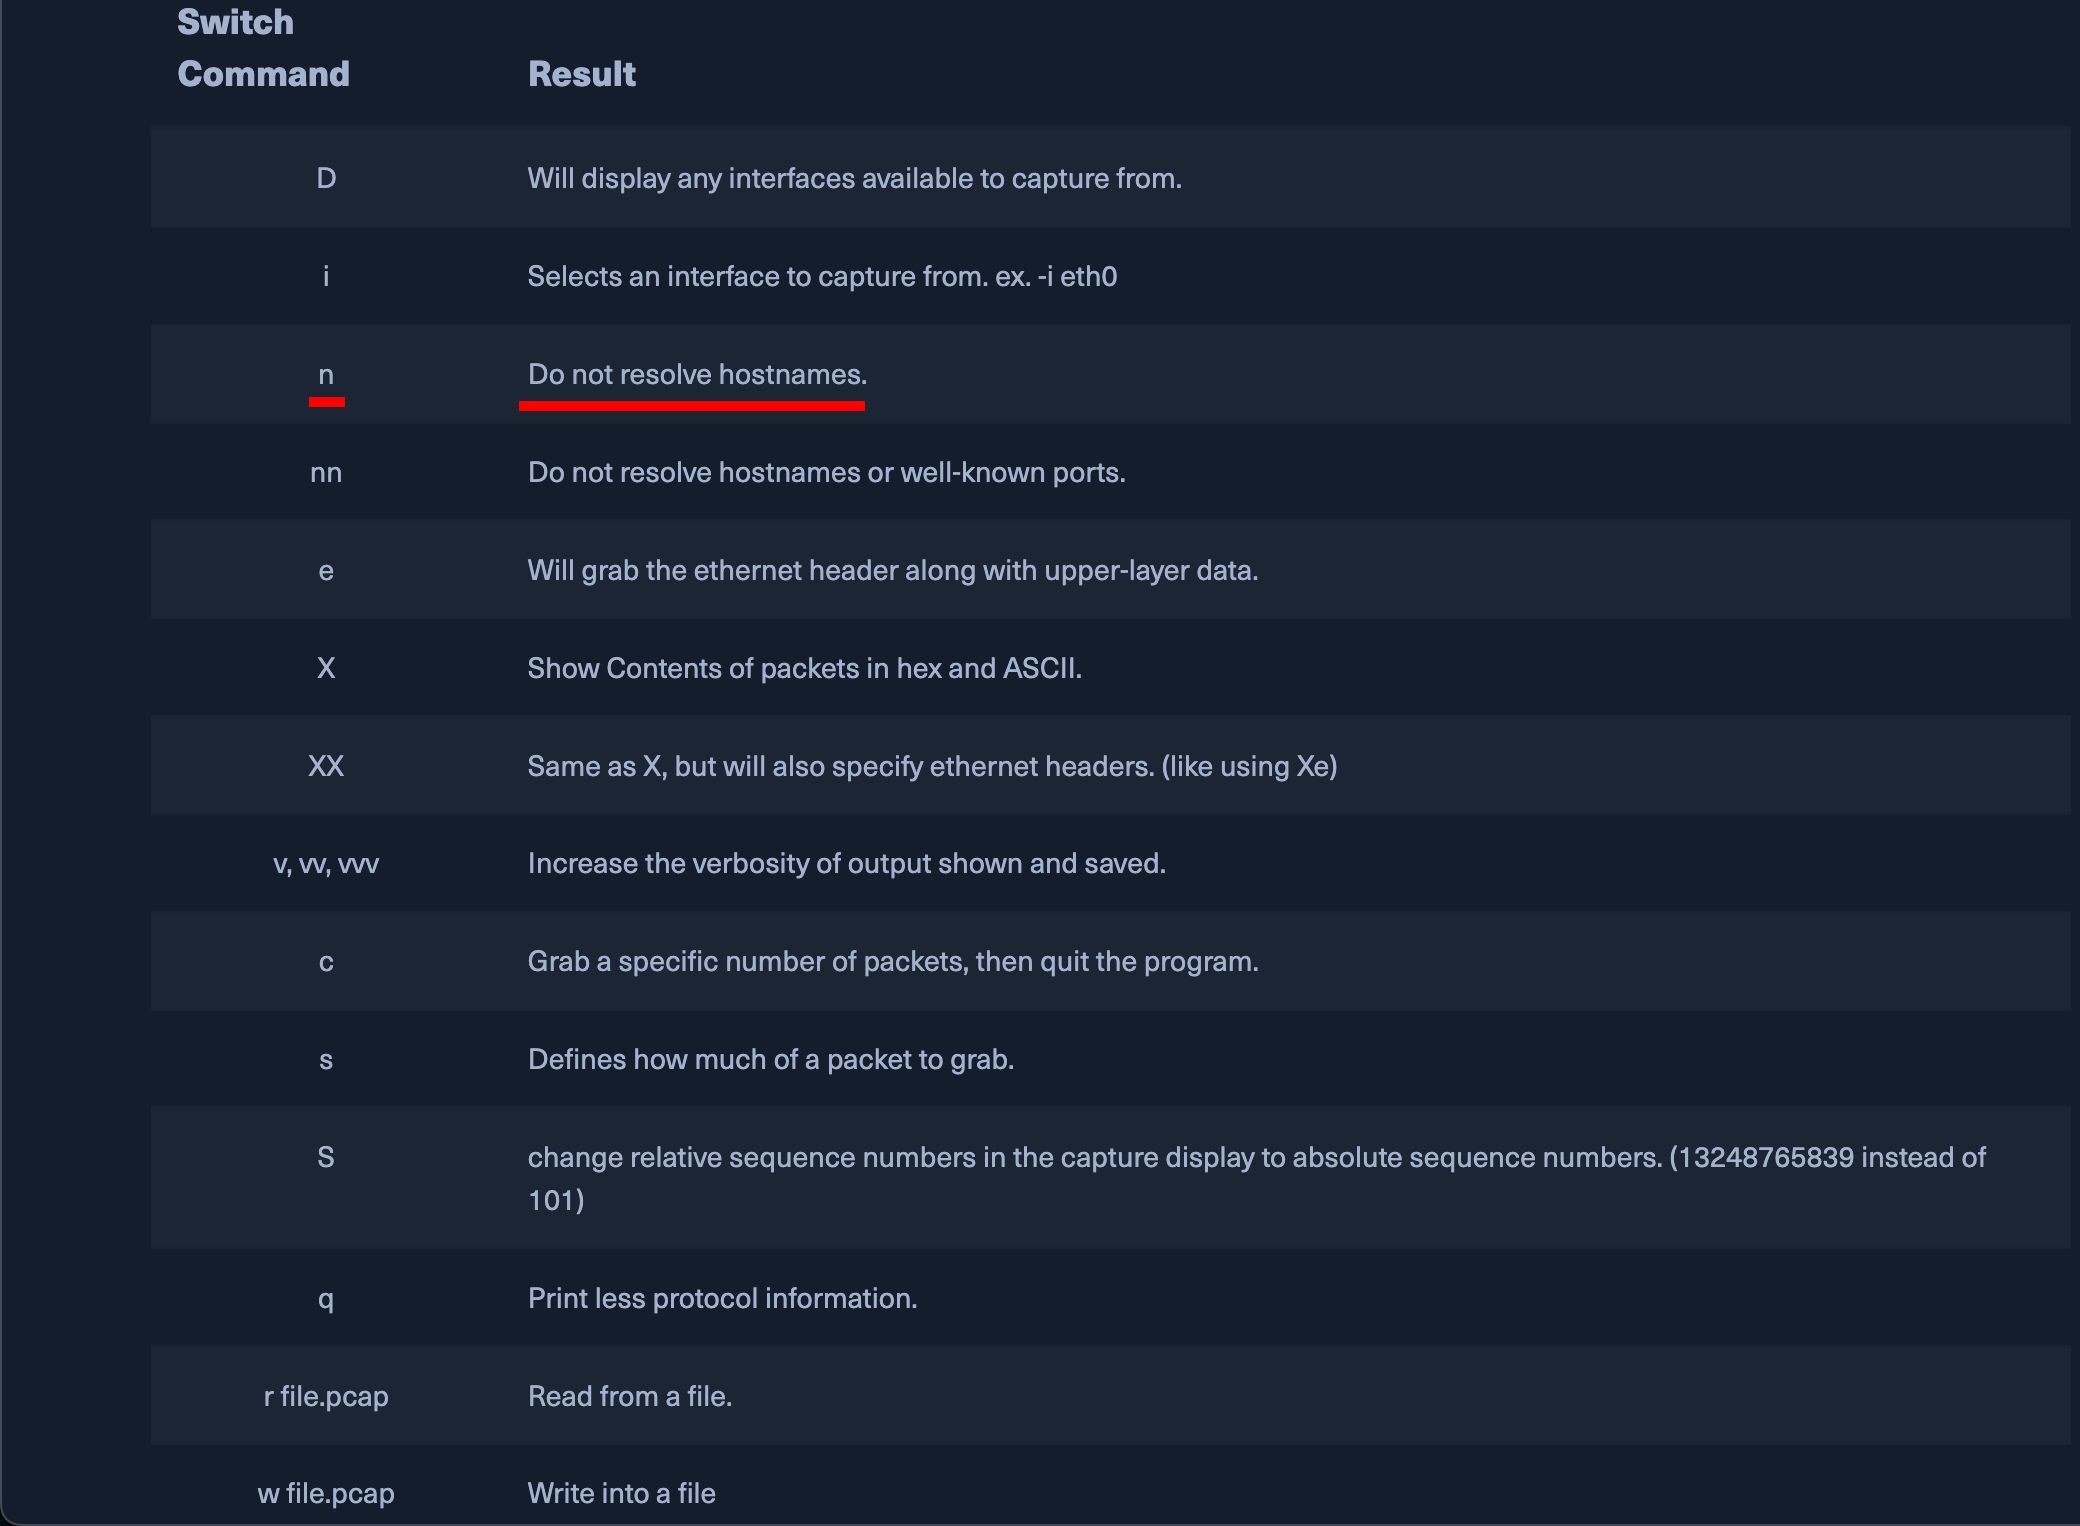 Switch
Command Result
D Will display any interfaces available to capture from.
i Selects an interface to capture from. ex. -i eth0
n Do not resolve hostnames.
nn Do not resolve hostnames or well-known ports.
e Will grab the ethernet header along with upper-layer data.
X Show Contents of packets in hex and ASCII.
XX Same as X, but will also specify ethernet headers. (like using Xe)
v, vv, vvv Increase the verbosity of output shown and saved.
c Grab a specific number of packets, then quit the program.
s Defines how much of a packet to grab.
S change relative sequence numbers in the capture display to absolute sequence numbers. (13248765839 instead of
101)
q Print less protocol information.
r file.pcap Read from a file.
w file.pcap Write into a file